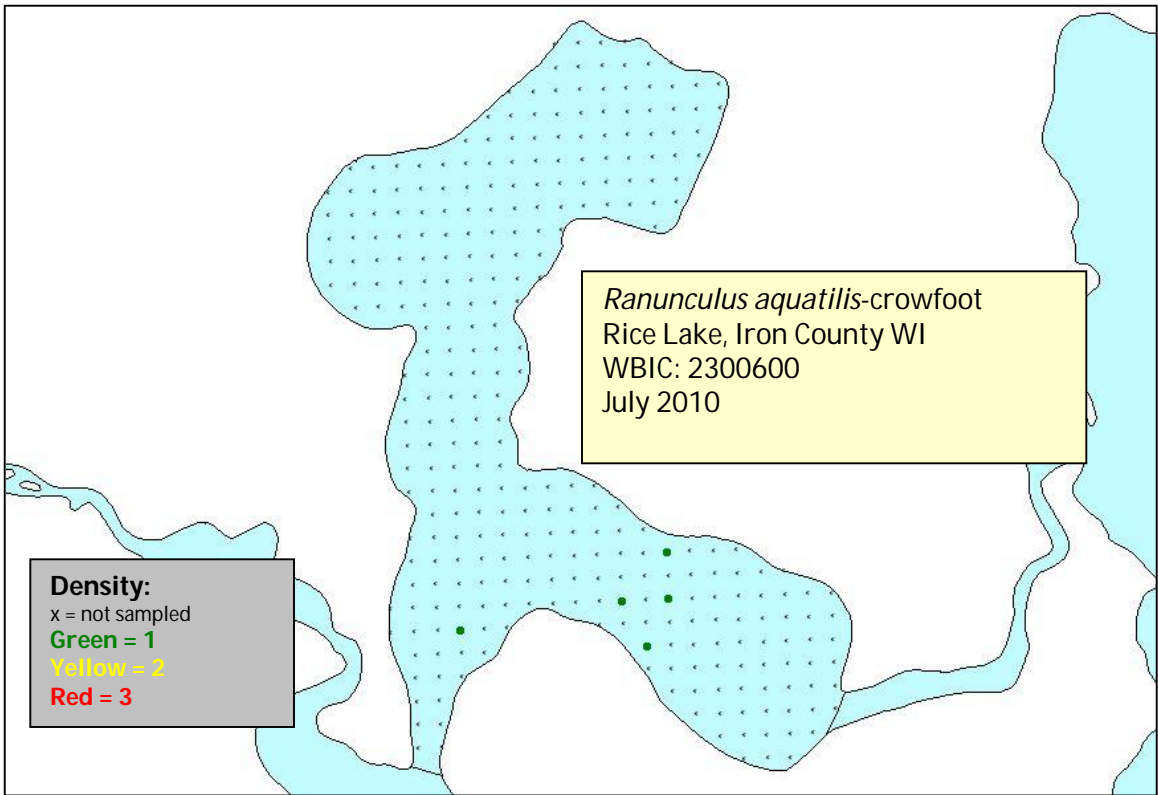 Ranunculus aquatilis-crowfoot
Rice Lake, Iron County WI
WBIC: 2300600
July 2010
Density:
x = not sampled
Green = 1
Yellow = 2
Red = 3